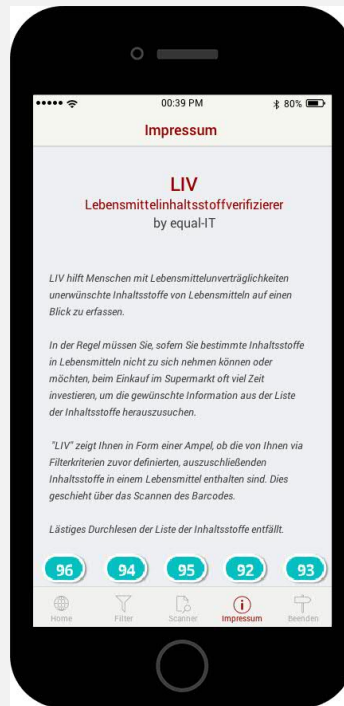 00:39 PM
80%
Impressum
LIV
Lebensmittelinhaltsstoffverifizierer
by equal-IT
LIV hilft Menschen mit Lebensmittelunverträglichkeiten
unerwünschte Inhaltsstoffe von Lebensmitteln auf einen
Blick zu erfassen.
In der Regel müssen Sie, sofern Sie bestimmte Inhaltsstoffe
in Lebensmitteln nicht zu sich nehmen können oder
möchten, beim Einkauf im Supermarkt oft viel Zeit
investieren, um die gewünschte Information aus der Liste
der Inhaltsstoffe herauszusuchen.
"LIV" zeigt Ihnen in Form einer Ampel, ob die von Ihnen via
Filterkriterien zuvor definierten, auszuschließenden
Inhaltsstoffe in einem Lebensmittel enthalten sind. Dies
geschieht über das Scannen des Barcodes.
Lästiges Durchlesen der Liste der Inhaltsstoffe entfällt.
96 94 95 92 93
Home Filter Scanner Impressum Beenden